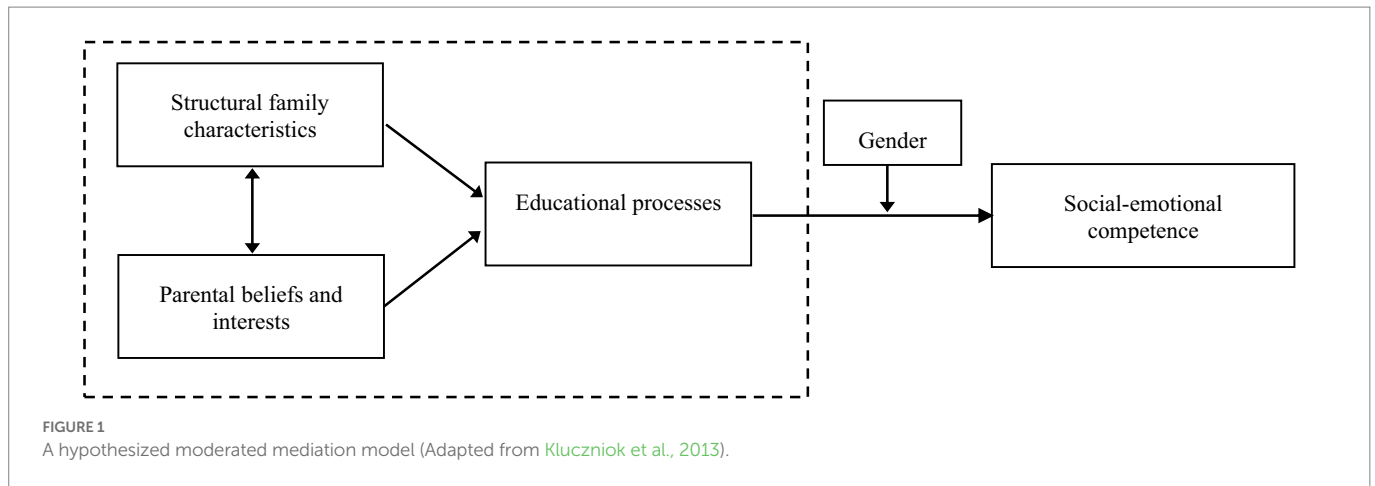 Structural family
characteristics
Gender
Educational processes
Social-emotional
competence
Parental beliefs and
interests
FIGURE 1
A hypothesized moderated mediation model (Adapted from Kluczniok et al., 2013).